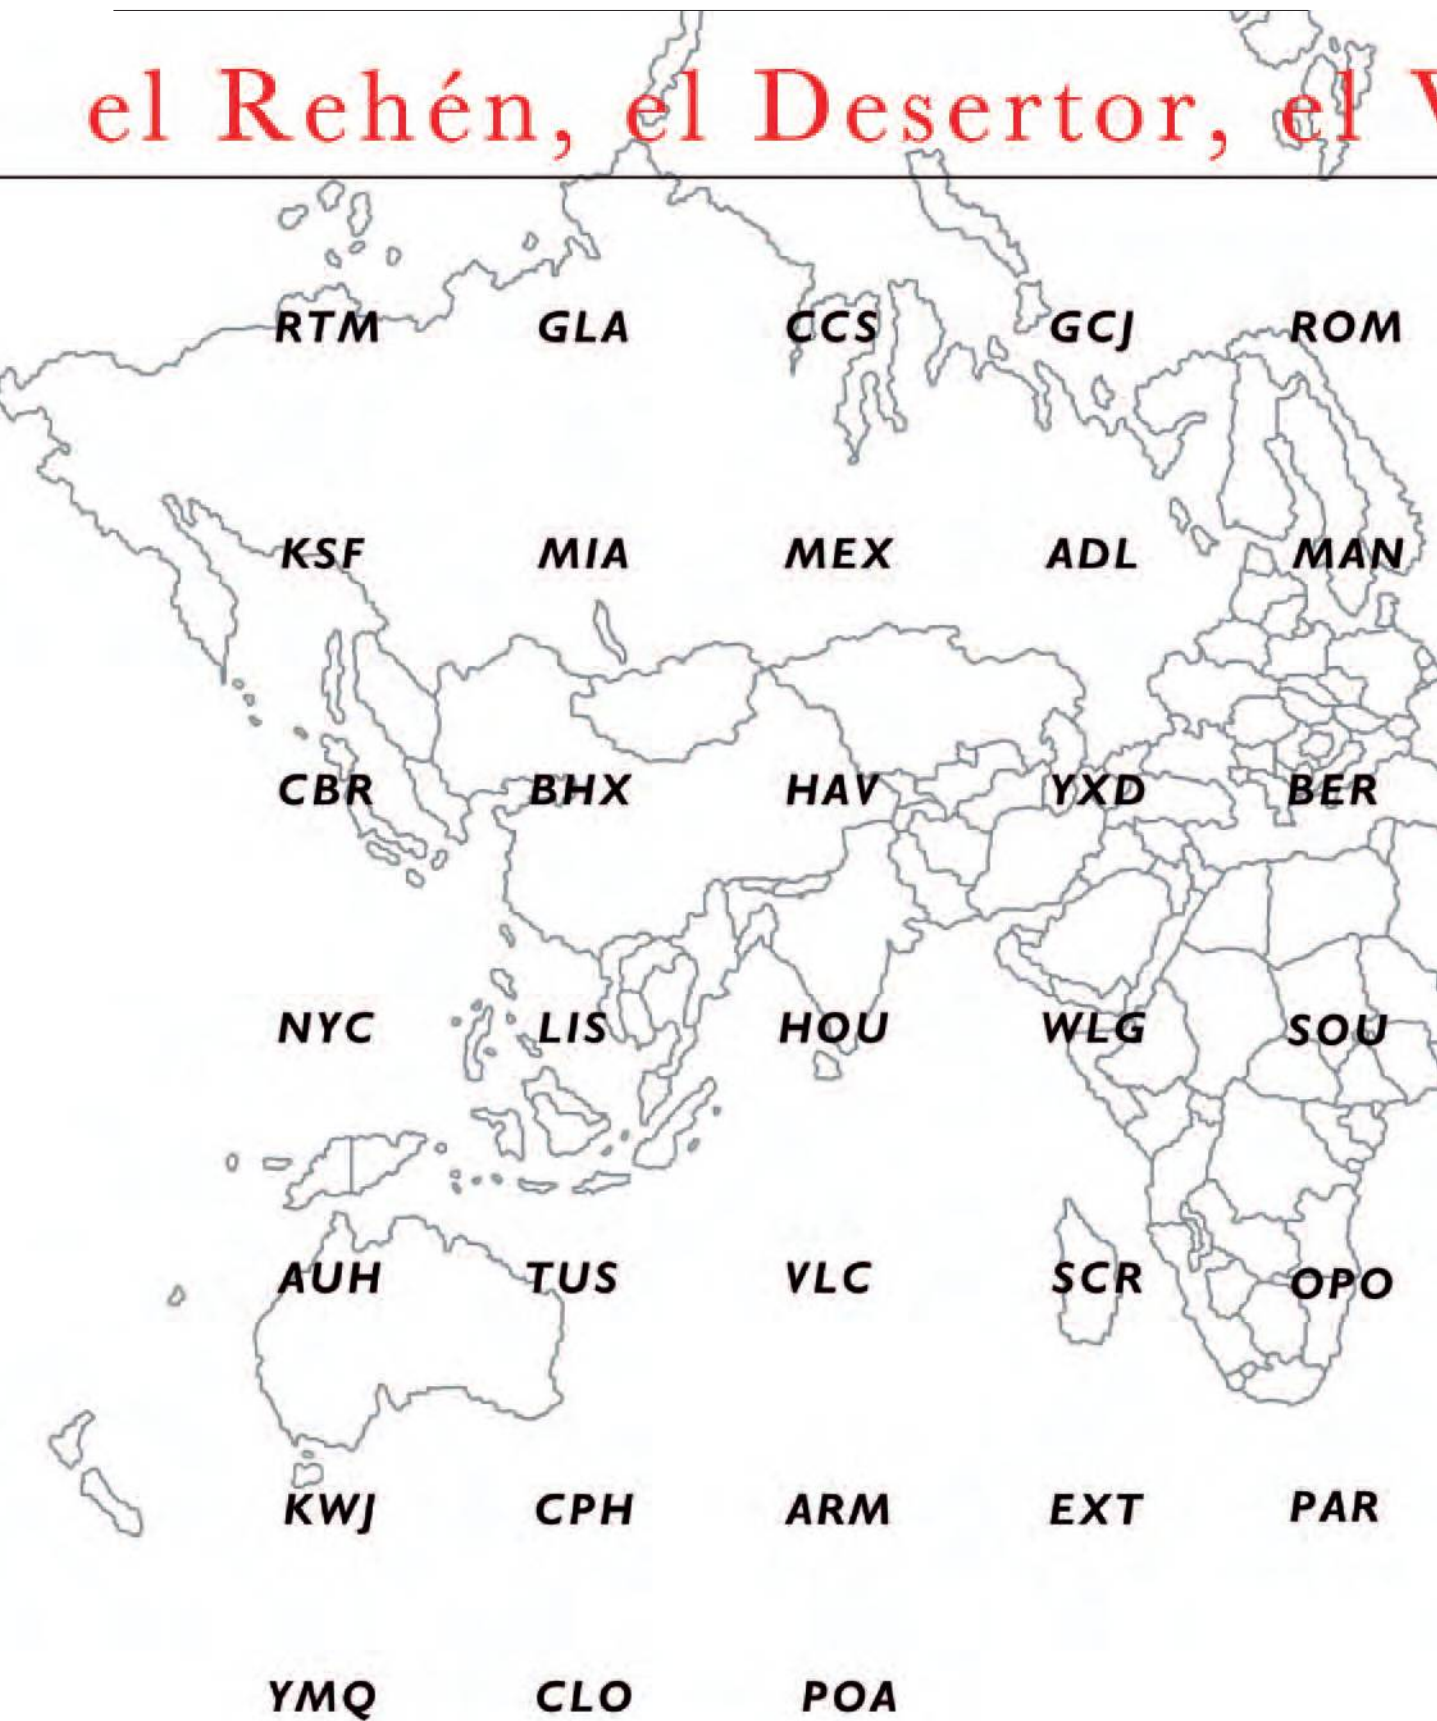 el Rehén, el Desertor, el
RTM GLA CCS GCJ ROM
KSF MIA MEX ADL MAN
CBR BHX HAV YXD BER
NYC LIS HOU WLG SOU
AUH TUS VLC SCR OPO
KWJ CPH ARM EXT PAR
YMQ CLO POA